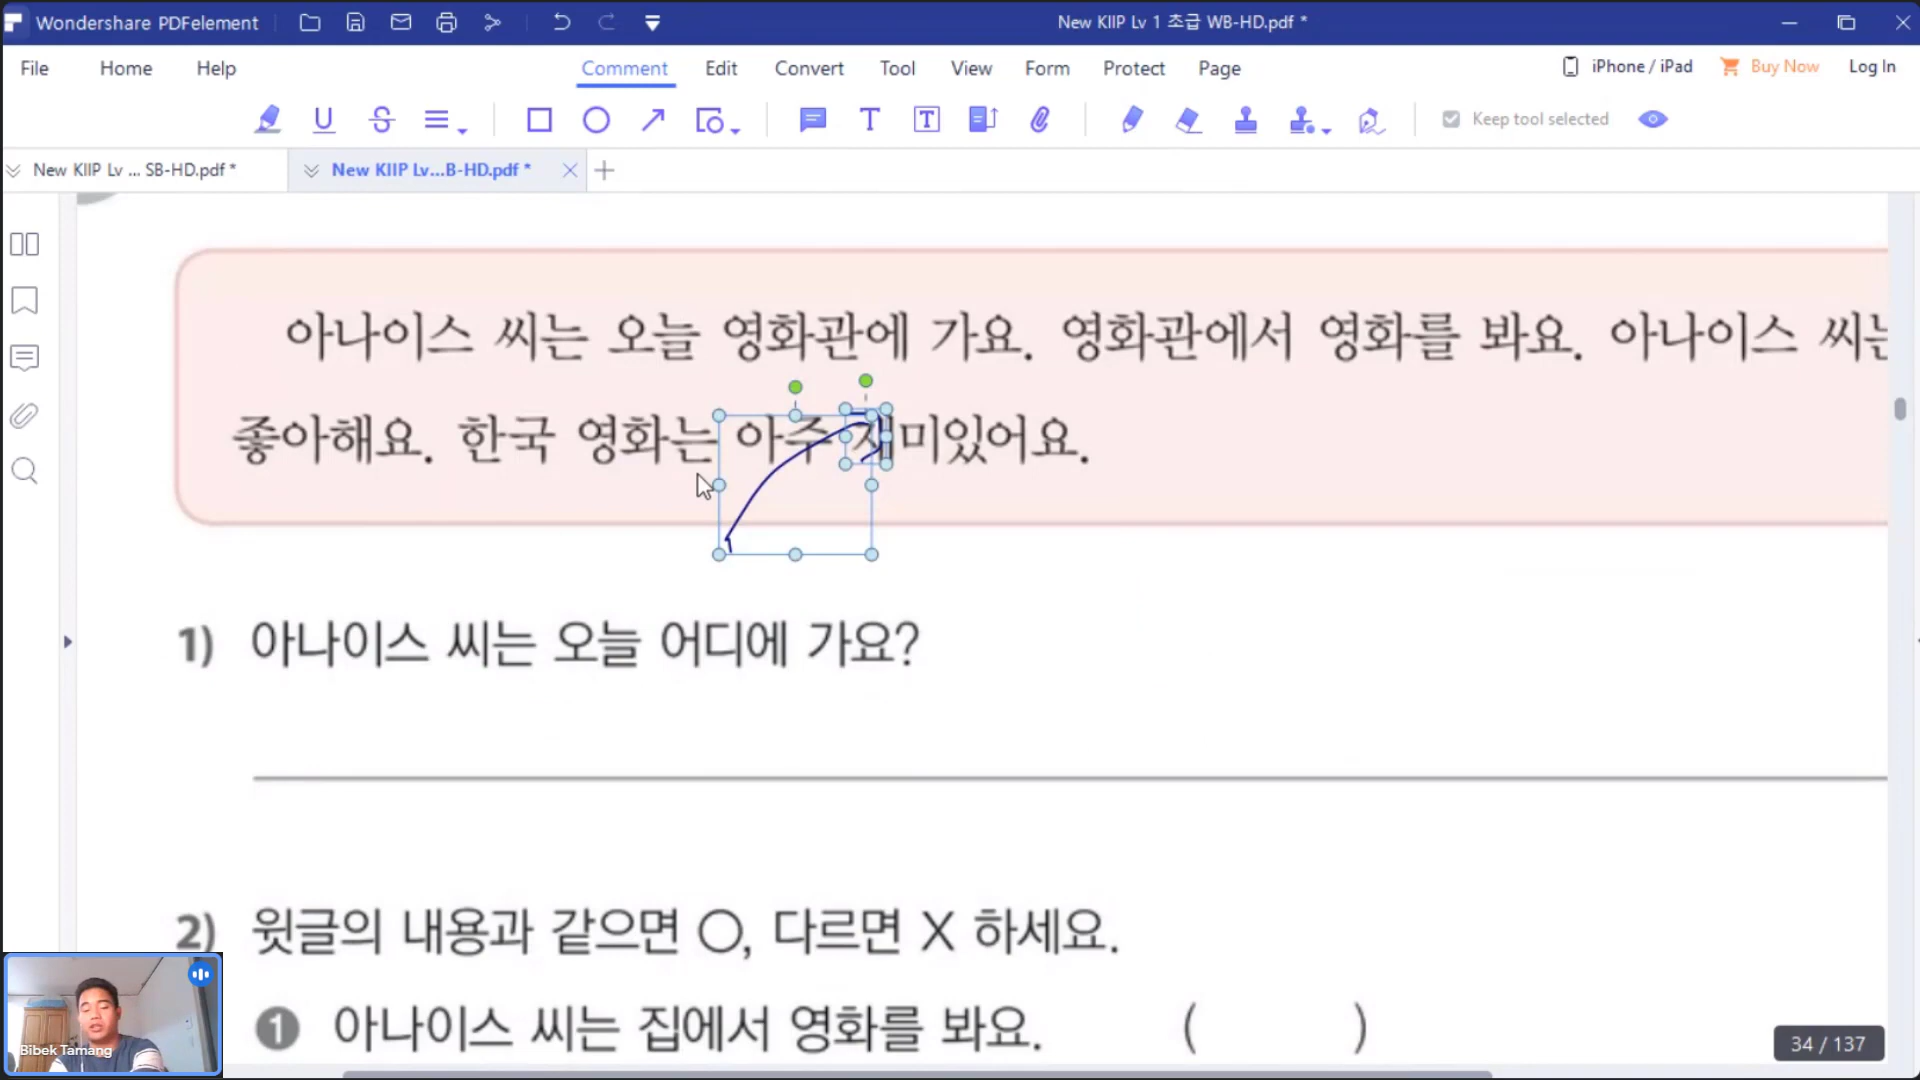 Wondershare PDFelement
New KIIP Lv 1 초급 WB-HD.pdf *
File Home Help Comment Edit Convert Tool View Form Protect Page iPhone / iPad Buy Now Log In
Keep tool selected
New KIIP Lv ... SB-HD.pdf * New KIIP Lv...B-HD.pdf *
아나이스 씨는 오늘 영화관에 가요. 영화관에서 영화를 봐요. 아나이스 씨는
좋아해요. 한국 영화는 아주 재미있어요.
1) 아나이스 씨는 오늘 어디에 가요?
2) 윗글의 내용과 같으면 O, 다르면 X 하세요.
1 아나이스 씨는 집에서 영화를 봐요. ( )
Bibek Tamang
34 / 137